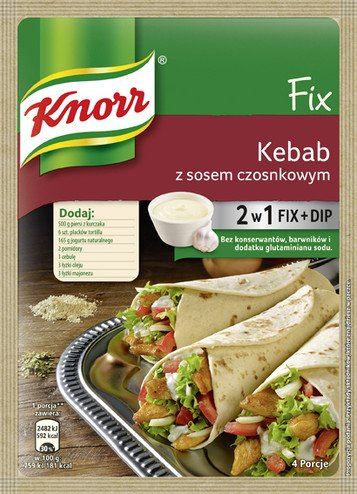 Knorr®
Fix
Kebab
z sosem czosnkowym
2 w 1 FIX + DIP
Bez konserwantów, barwników i
dodatku glutaminianu sodu.
Dodaj:
500 g piersi z kurczaka
6 szt. placków tortilla
165 g jogurtu naturalnego
2 pomidory
1 cebulę
3 łyżki oleju
3 łyżki majonezu
1 porcja**
zawiera:
2482 kJ
592 kcal
30%*
w 100 g
759 kJ/181 kcal
4 Porcje